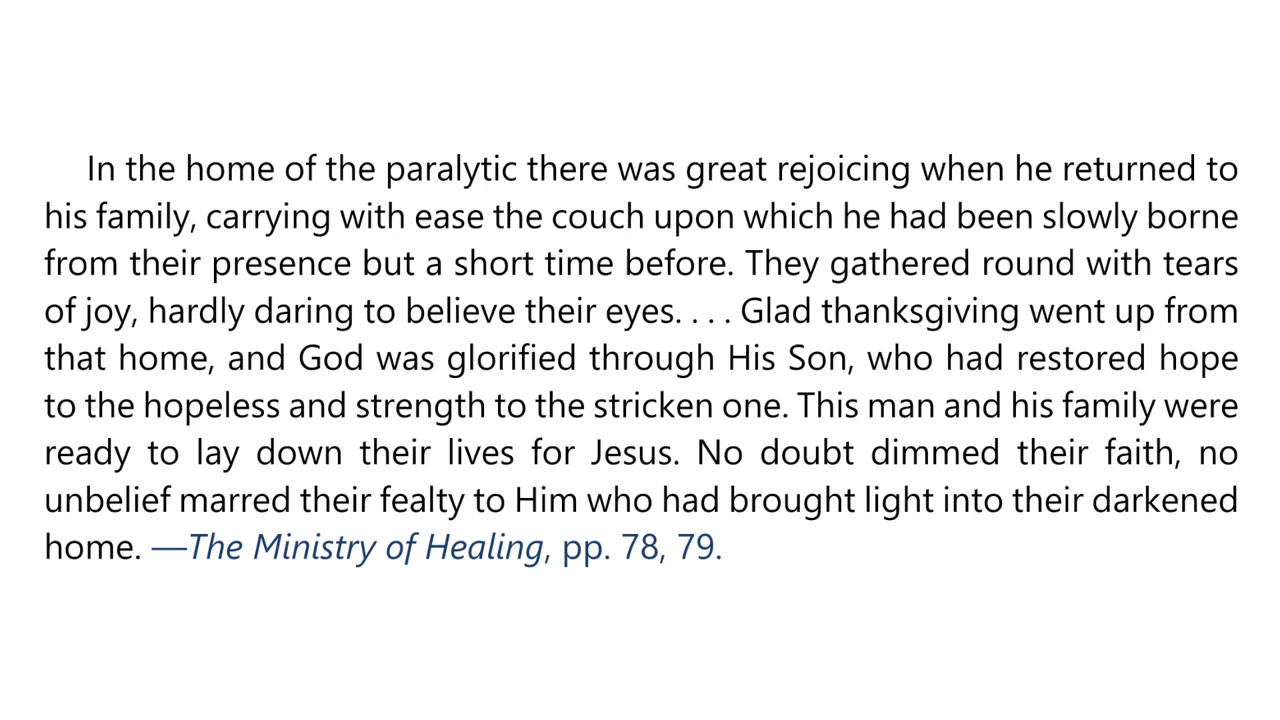 In the home of the paralytic there was great rejoicing when he returned to
his family, carrying with ease the couch upon which he had been slowly borne
from their presence but a short time before. They gathered round with tears
of joy, hardly daring to believe their eyes. . . . Glad thanksgiving went up from
that home, and God was glorified through His Son, who had restored hope
to the hopeless and strength to the stricken one. This man and his family were
ready to lay down their lives for Jesus. No doubt dimmed their faith, no
unbelief marred their fealty to Him who had brought light into their darkened
home. —The Ministry of Healing, pp. 78, 79.